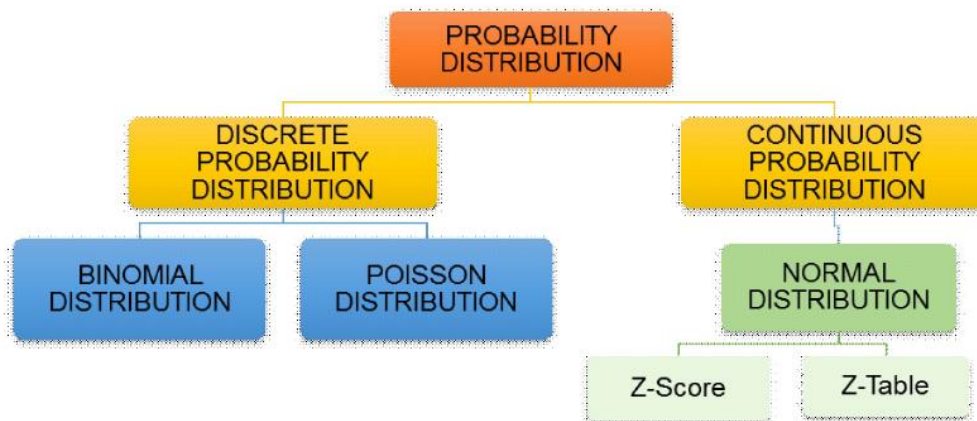 PROBABILITY
DISTRIBUTION
DISCRETE
PROBABILITY
DISTRIBUTION
CONTINUOUS
PROBABILITY
DISTRIBUTION
BINOMIAL
DISTRIBUTION
POISSON
DISTRIBUTION
NORMAL
DISTRIBUTION
Z-Score
Z-Table